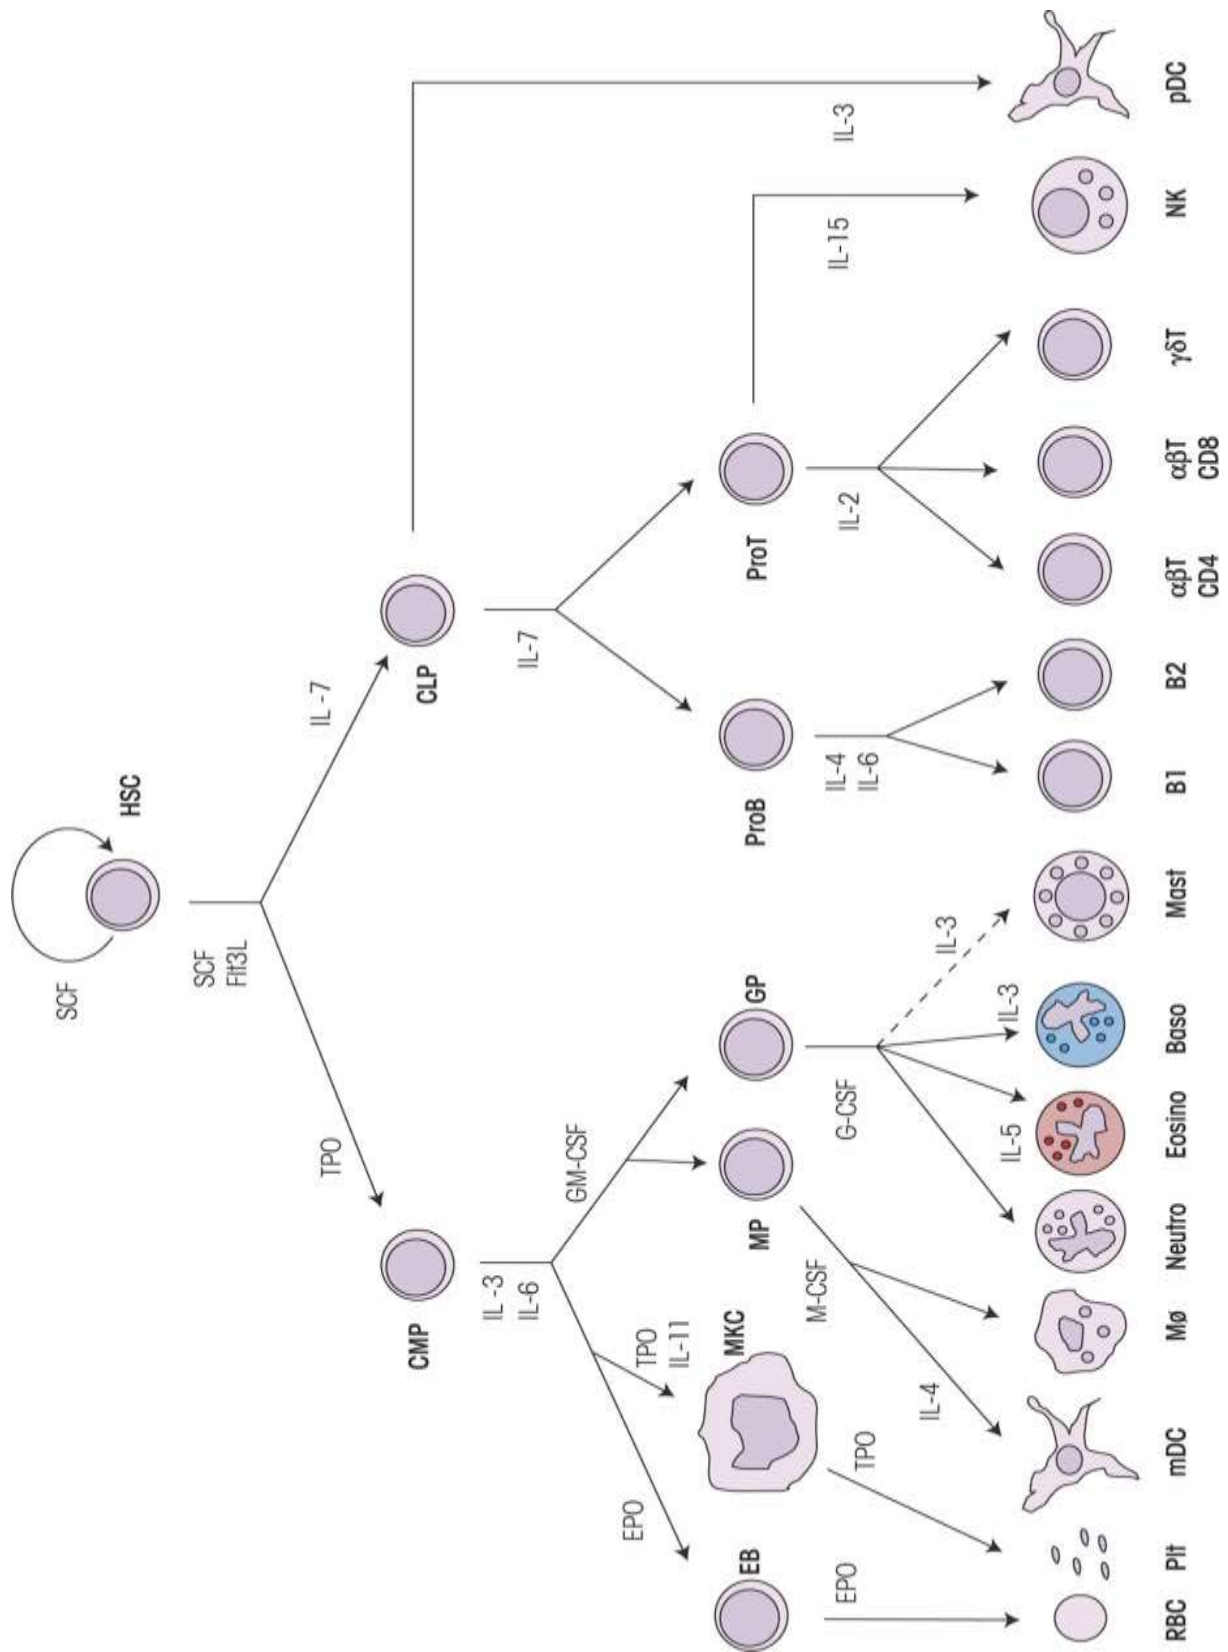 SCF
HSC
SCF
Flt3L
TPO
IL -7
CMP
CLP
IL -3
IL-6
GM-CSF
EPO
TPO
IL-11
IL-7
EB
MKC
MP
GP
ProB
ProT
EPO
TPO
M-CSF
IL-4
G-CSF
IL-5
IL-3
IL-3
IL-4
IL-6
IL-2
IL-15
IL-3
RBC
Plt
mDC
Mø
Neutro
Eosino
Baso
Mast
B1
B2
αβT
CD4
αβT
CD8
γδT
NK
pDC